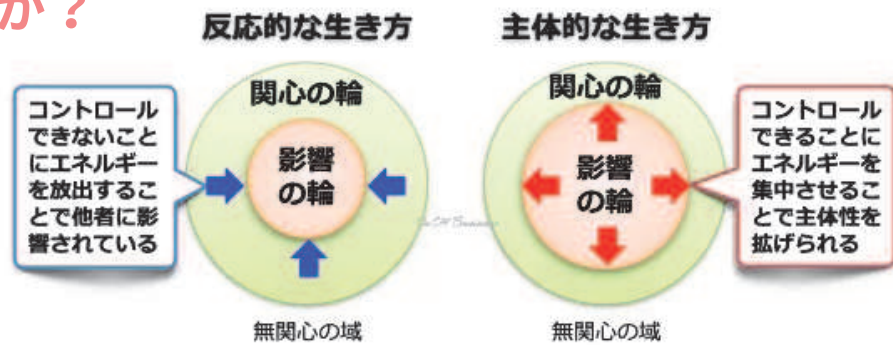 か？
反応的な生き方
主体的な生き方
関心の輪
影響
の輪
コントロール
できないこと
にエネルギー
を放出するこ
とで他者に影
響されている
無関心の域
関心の輪
影響
の輪
コントロール
できることに
エネルギーを
集中させるこ
とで主体性を
拡げられる
無関心の域